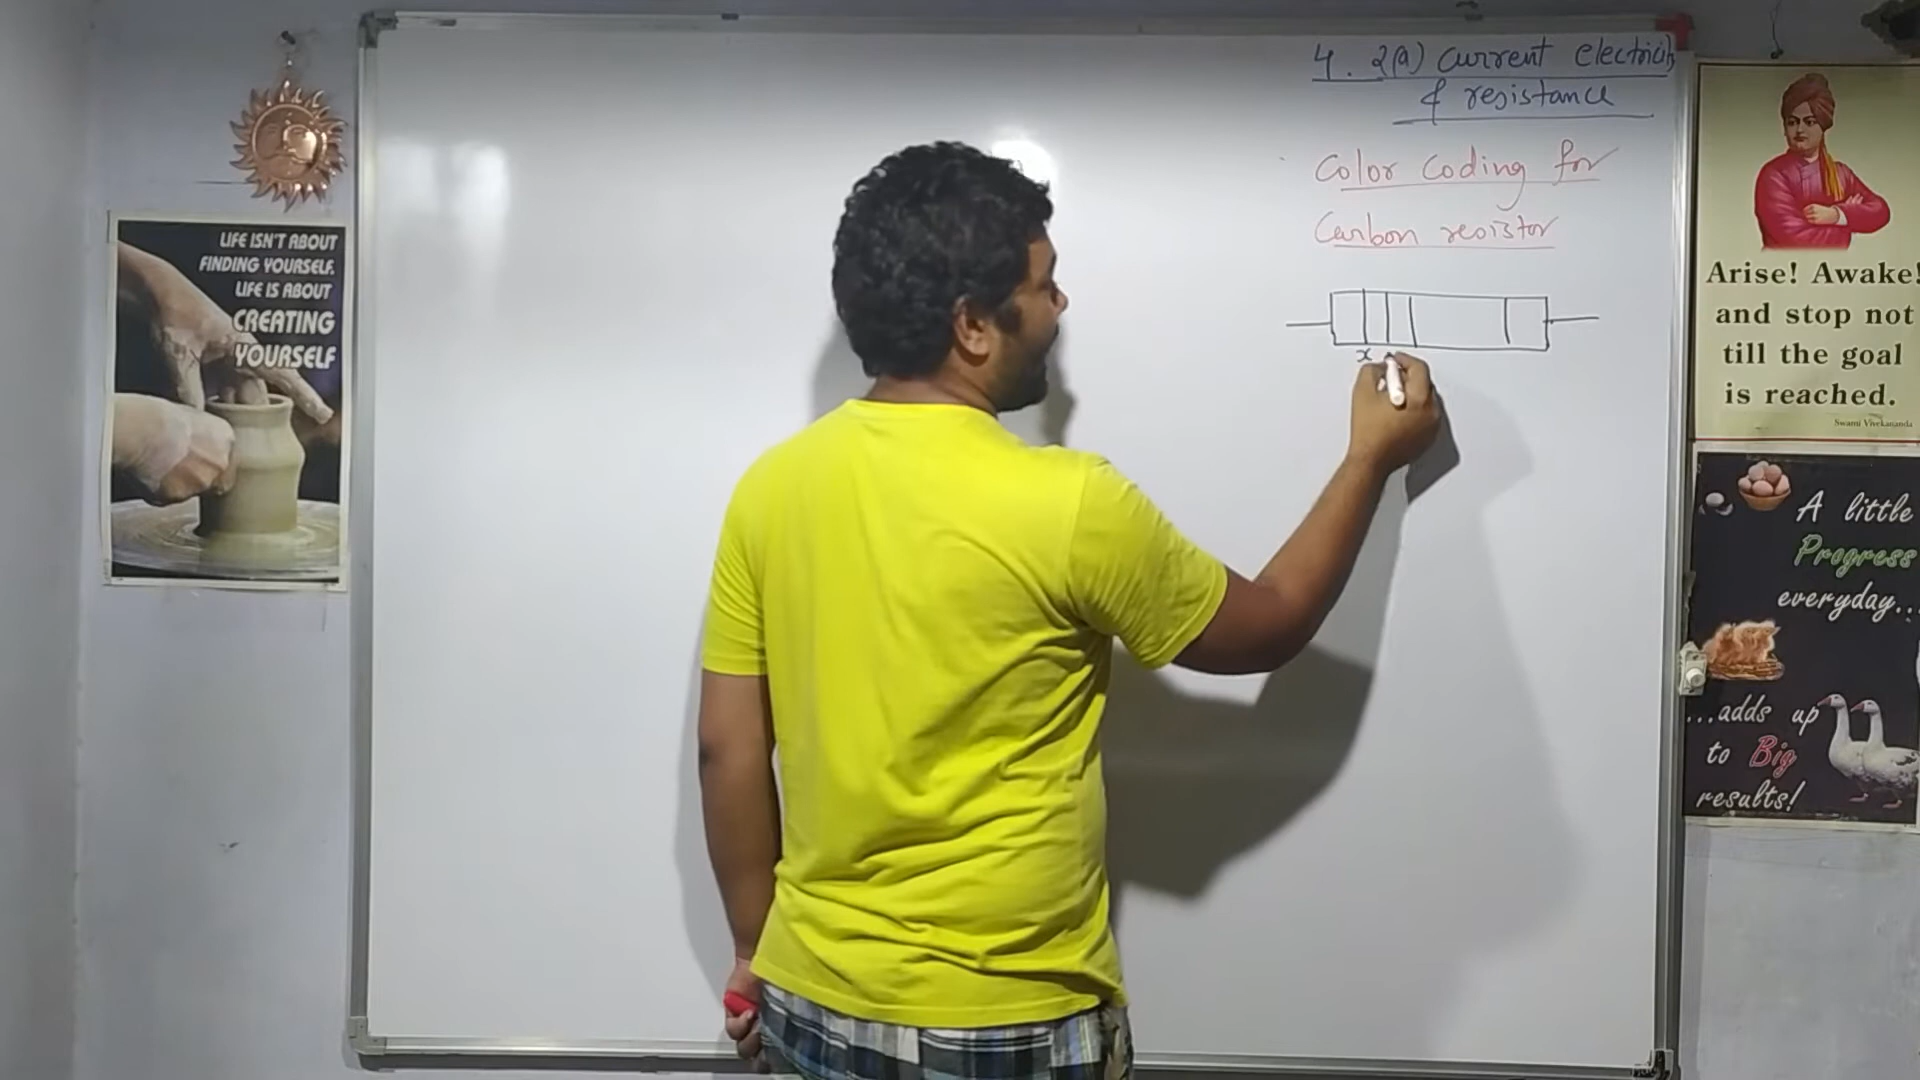 LIFE ISN'T ABOUT
FINDING YOURSELF.
LIFE IS ABOUT
CREATING
YOURSELF
4. 2(a) Current electricity
& resistance
Color Coding for
Carbon resistor
x
Arise! Awake!
and stop not
till the goal
is reached.
Swami Vivekananda
A little
Progress
everyday...
...adds up
to Big
results!